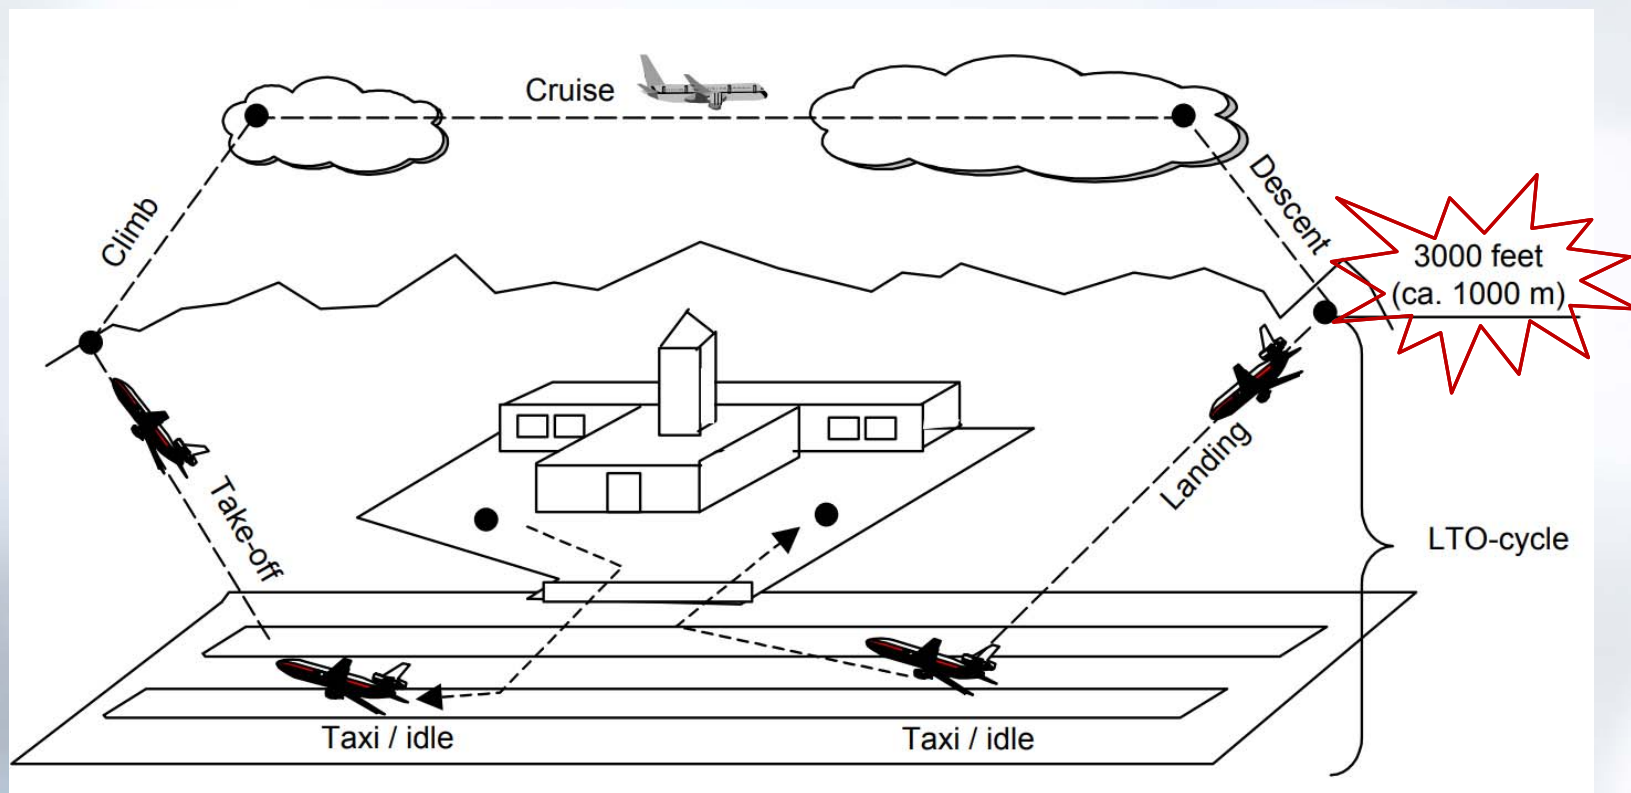 Cruise
Climb
Descent
3000 feet
(ca. 1000 m)
Take-off
Landing
LTO-cycle
Taxi / idle
Taxi / idle